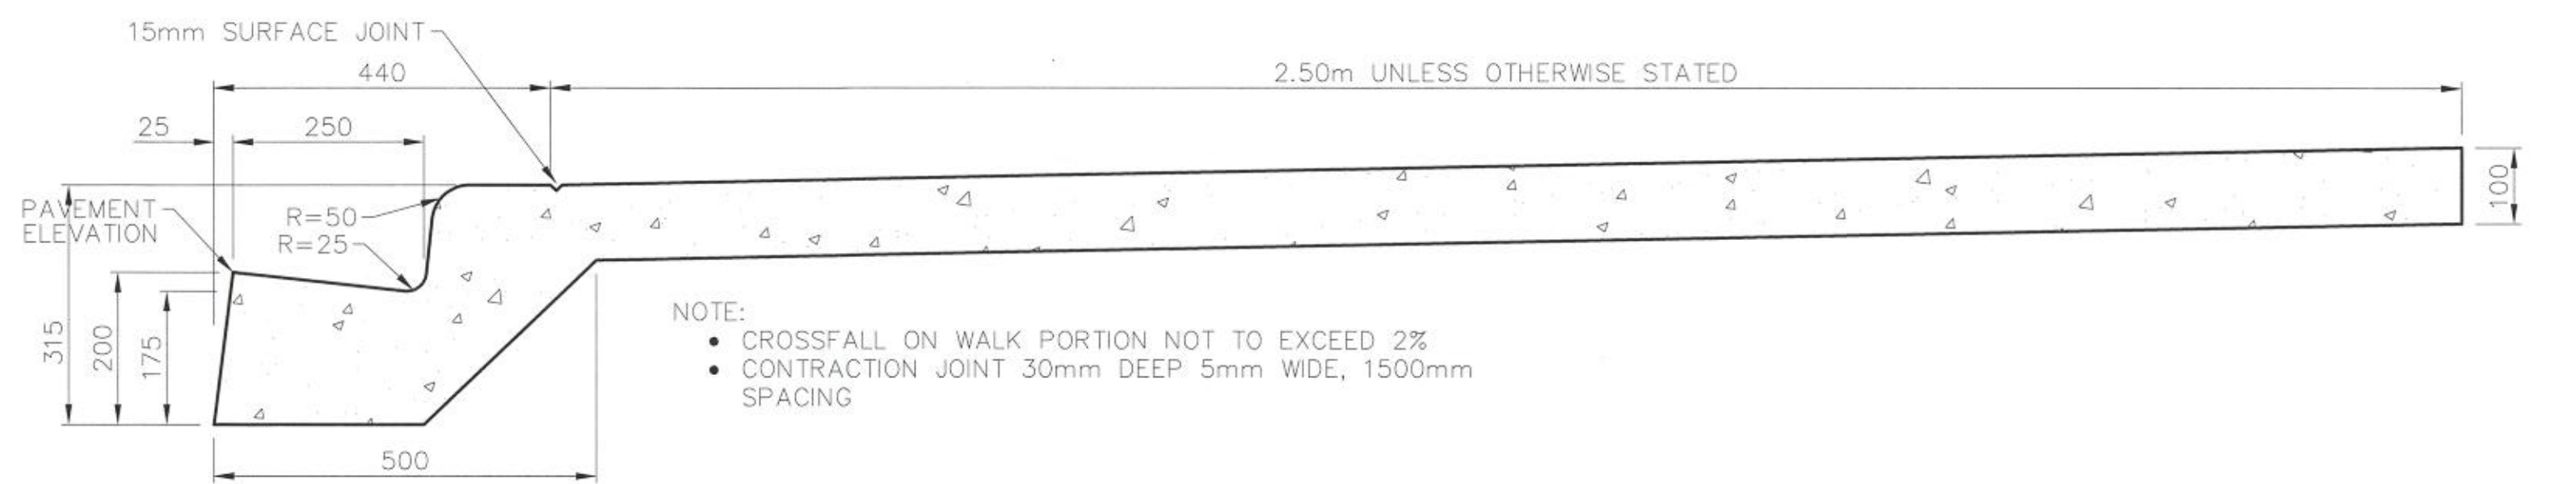 15mm SURFACE JOINT
440
2.50m UNLESS OTHERWISE STATED
25
250
100
PAVEMENT
ELEVATION
R=50
R=25
315
200
175
NOTE:
• CROSSFALL ON WALK PORTION NOT TO EXCEED 2%
• CONTRACTION JOINT 30mm DEEP 5mm WIDE, 1500mm
SPACING
500